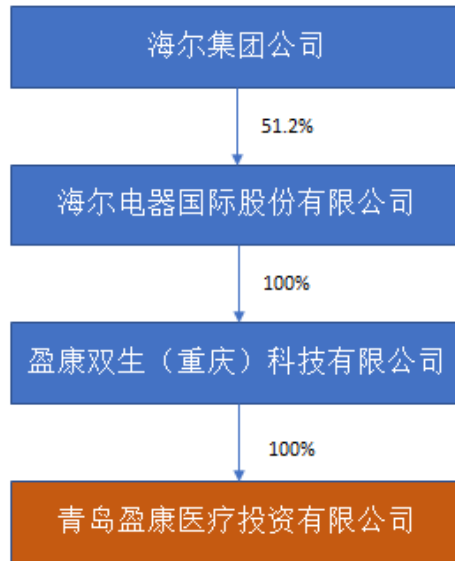 海尔集团公司
51.2%
海尔电器国际股份有限公司
100%
盈康双生（重庆）科技有限公司
100%
青岛盈康医疗投资有限公司